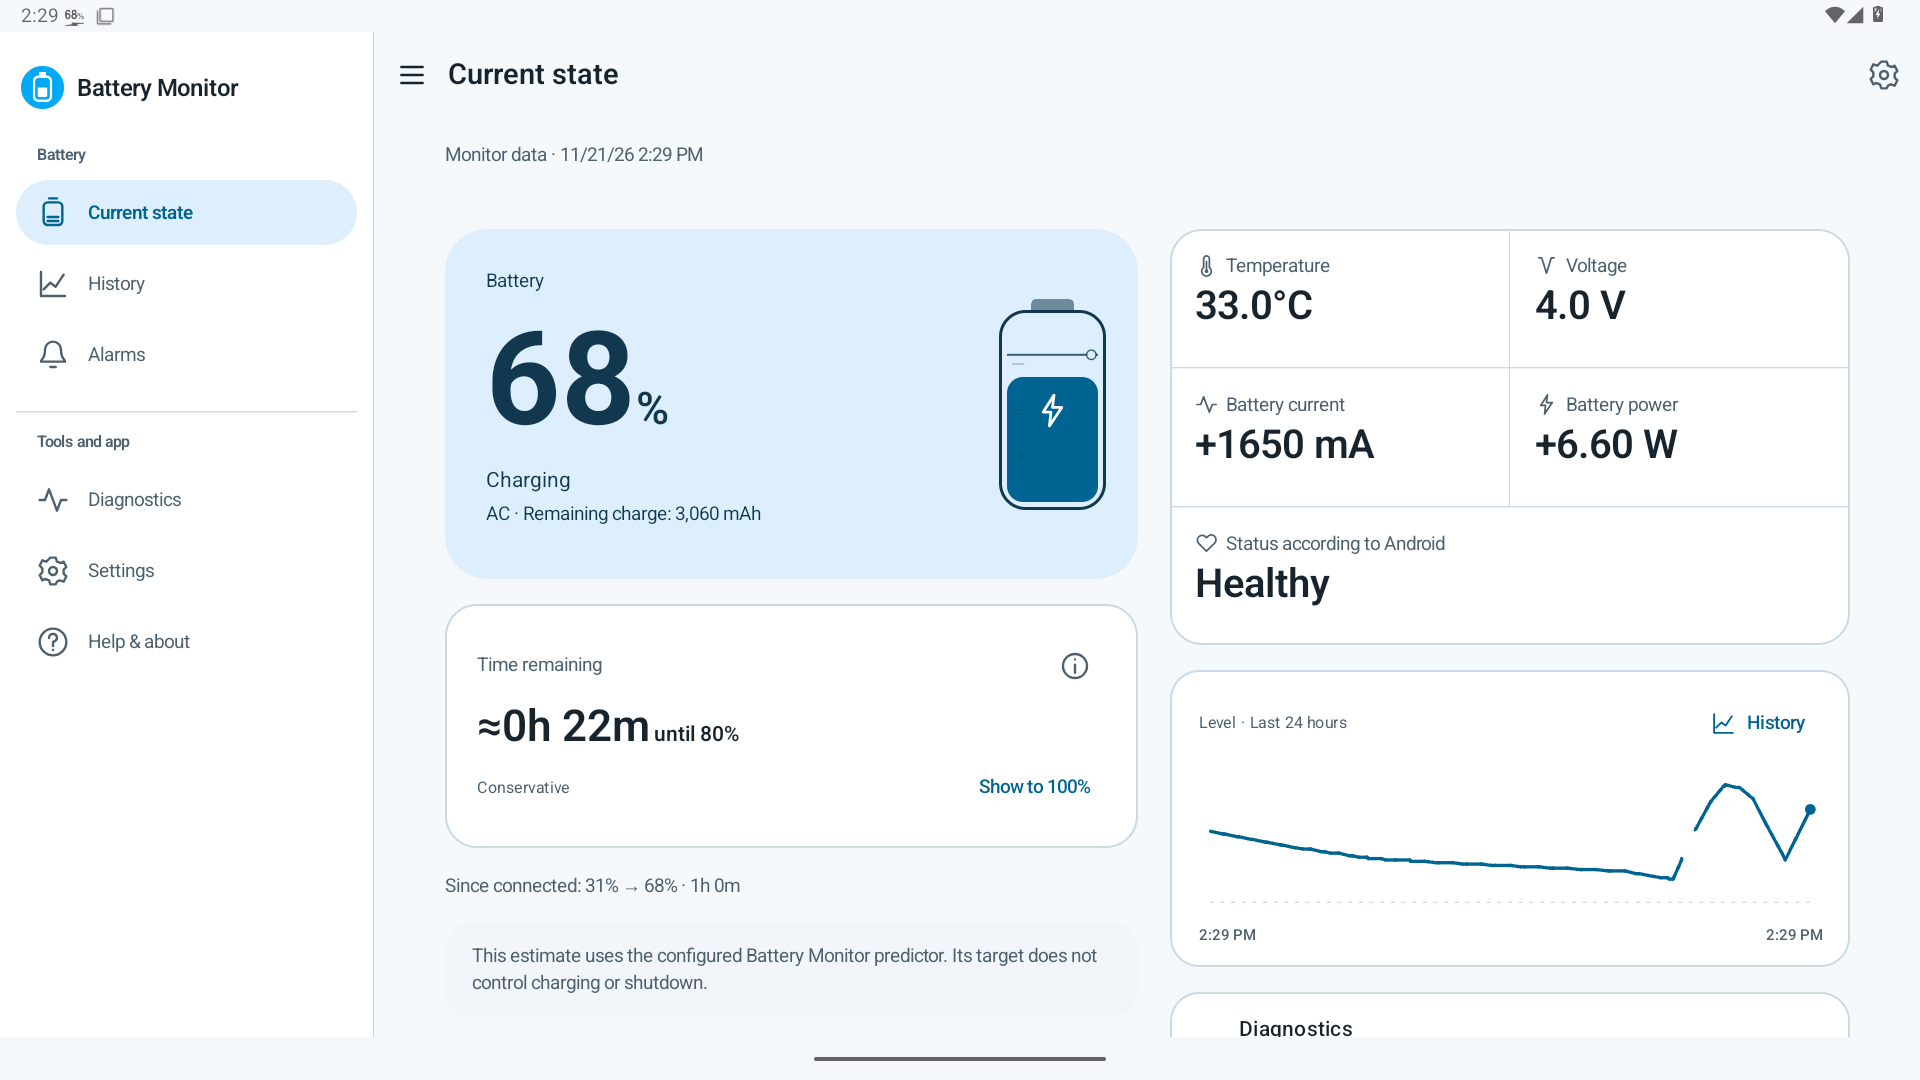 2:29 68%
Battery Monitor
Battery
Current state
History
Alarms
Tools and app
Diagnostics
Settings
Help & about
Current state
Monitor data · 11/21/26 2:29 PM
Battery
68%
Charging
AC · Remaining charge: 3,060 mAh
Time remaining
≈0h 22m until 80%
Conservative
Show to 100%
Since connected: 31% → 68% · 1h 0m
This estimate uses the configured Battery Monitor predictor. Its target does not
control charging or shutdown.
Temperature
33.0°C
Voltage
4.0 V
Battery current
+1650 mA
Battery power
+6.60 W
Status according to Android
Healthy
Level · Last 24 hours
History
2:29 PM
2:29 PM
Diagnostics